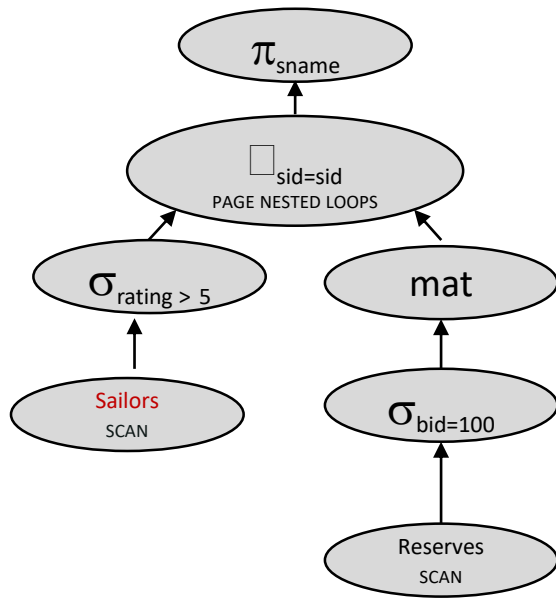 πsname
□sid=sid
PAGE NESTED LOOPS
σrating > 5
mat
Sailors
SCAN
σbid=100
Reserves
SCAN